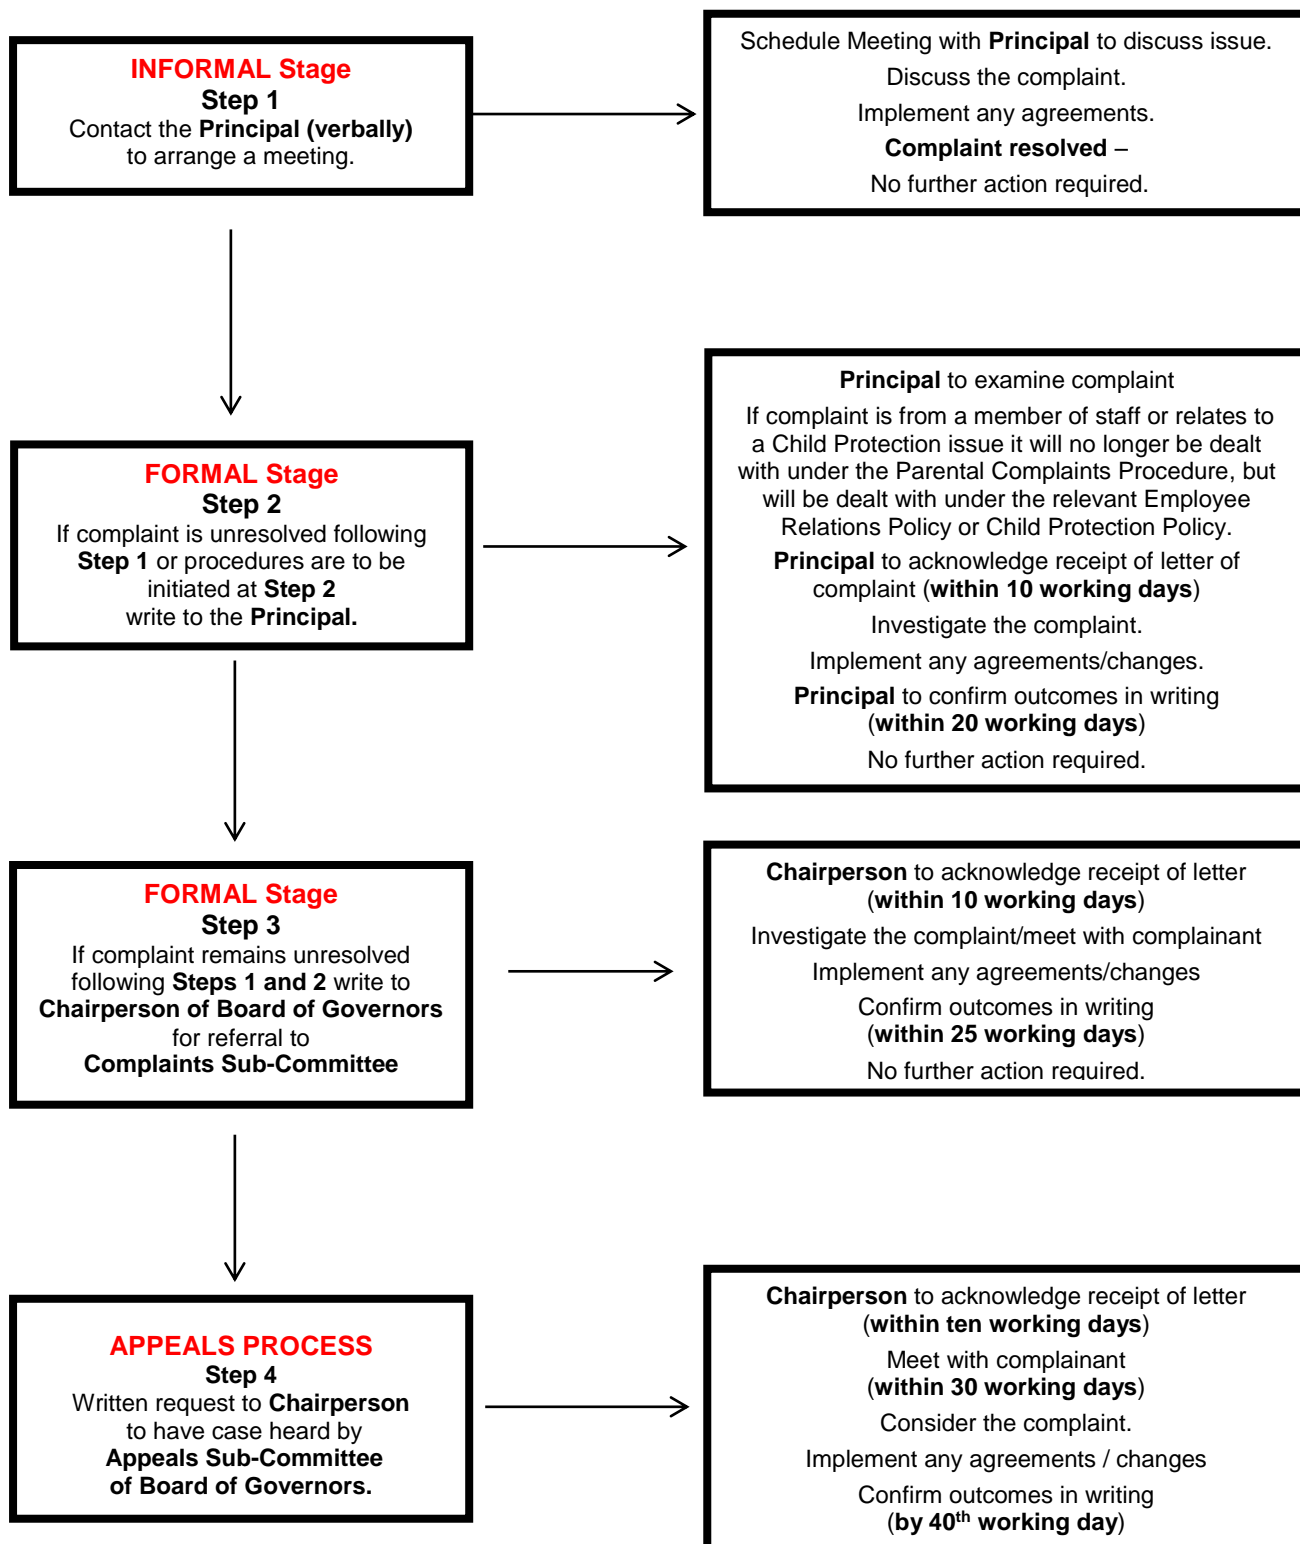 INFORMAL Stage
Step 1
Contact the Principal (verbally)
to arrange a meeting.
Schedule Meeting with Principal to discuss issue.
Discuss the complaint.
Implement any agreements.
Complaint resolved –
No further action required.
FORMAL Stage
Step 2
If complaint is unresolved following
Step 1 or procedures are to be
initiated at Step 2
write to the Principal.
Principal to examine complaint
If complaint is from a member of staff or relates to
a Child Protection issue it will no longer be dealt
with under the Parental Complaints Procedure, but
will be dealt with under the relevant Employee
Relations Policy or Child Protection Policy.
Principal to acknowledge receipt of letter of
complaint (within 10 working days)
Investigate the complaint.
Implement any agreements/changes.
Principal to confirm outcomes in writing
(within 20 working days)
No further action required.
FORMAL Stage
Step 3
If complaint remains unresolved
following Steps 1 and 2 write to
Chairperson of Board of Governors
for referral to
Complaints Sub-Committee
Chairperson to acknowledge receipt of letter
(within 10 working days)
Investigate the complaint/meet with complainant
Implement any agreements/changes
Confirm outcomes in writing
(within 25 working days)
No further action required.
APPEALS PROCESS
Step 4
Written request to Chairperson
to have case heard by
Appeals Sub-Committee
of Board of Governors.
Chairperson to acknowledge receipt of letter
(within ten working days)
Meet with complainant
(within 30 working days)
Consider the complaint.
Implement any agreements / changes
Confirm outcomes in writing
(by 40th working day)